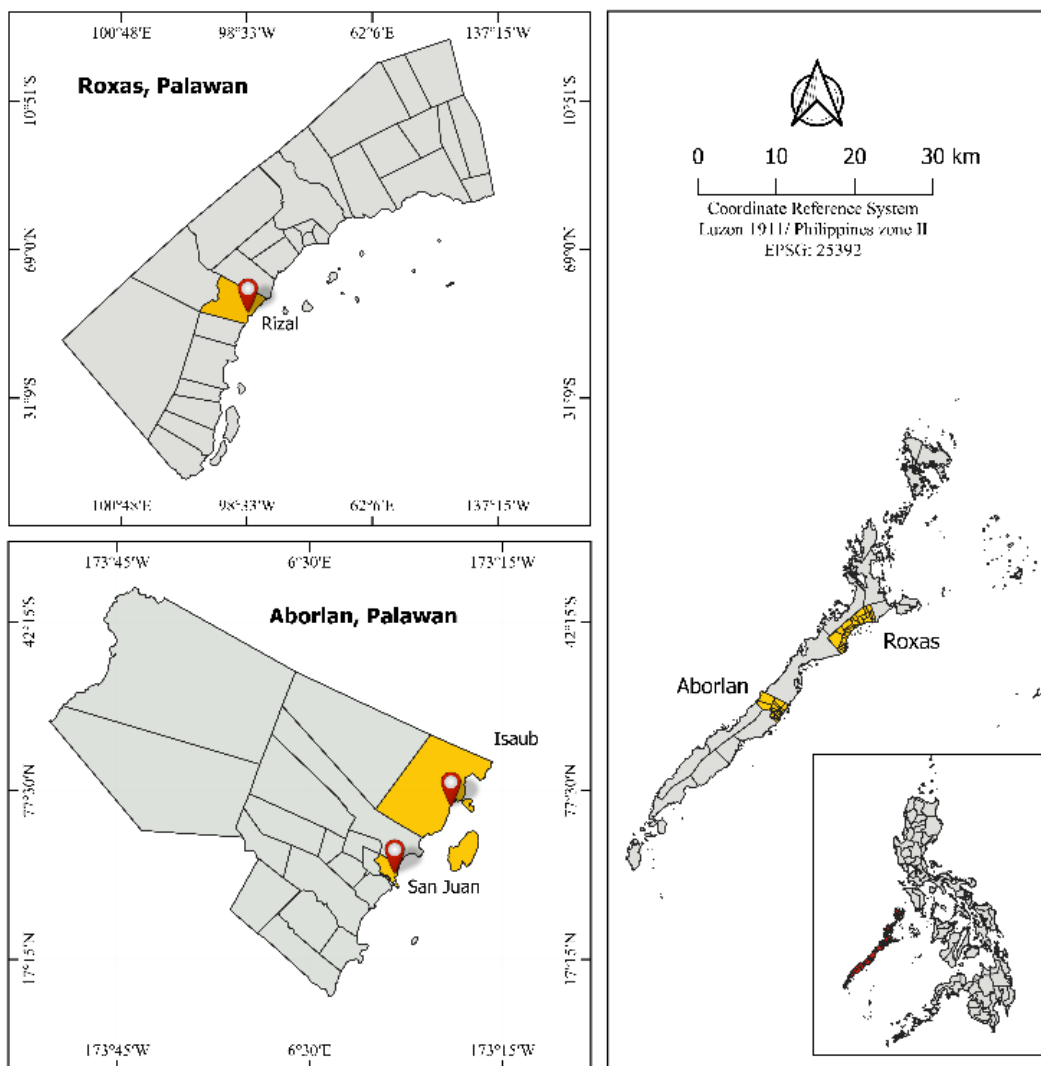 100°48'E 98°33'W 62°6'E 137°15'W
Roxas, Palawan
10°51'S 10°51'S
69°0'N 69°0'N
Rizal
31°9'S 31°9'S
100°48'E 98°33'W 62°6'E 137°15'W
173°45'W 6°30'E 173°15'W
Aborlan, Palawan
42°15'S 42°15'S
Isaub
77°30'N 77°30'N
San Juan
17°15'N 17°15'N
173°45'W 6°30'E 173°15'W
0 10 20 30 km
Coordinate Reference System
Luzon 1911/ Philippines zone II
EPSG: 25392
Roxas
Aborlan